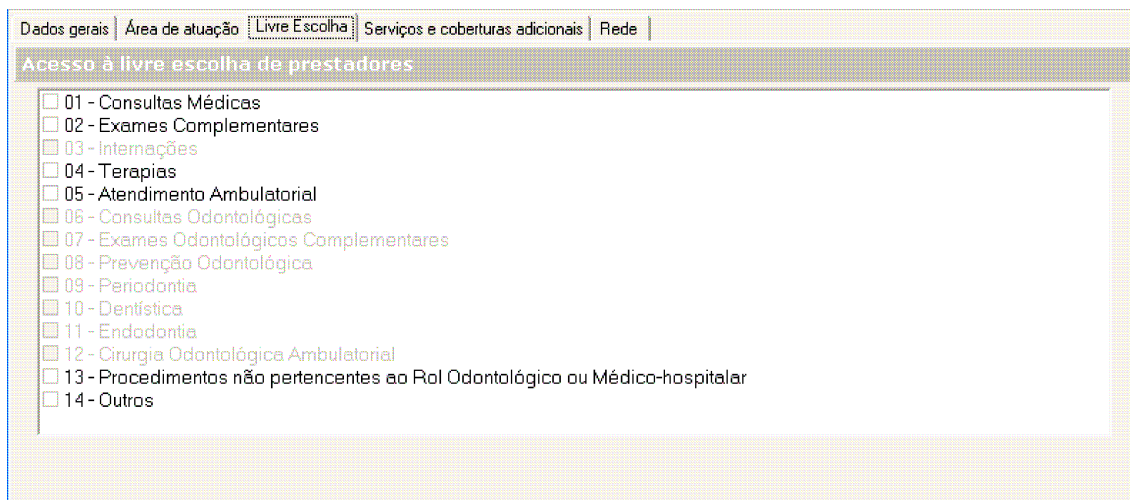 Dados gerais Área de atuação Livre Escolha Serviços e coberturas adicionais Rede
Acesso à livre escolha de prestadores
01 - Consultas Médicas
02 - Exames Complementares
03 - Internações
04 - Terapias
05 - Atendimento Ambulatorial
06 - Consultas Odontológicas
07 - Exames Odontológicos Complementares
08 - Prevenção Odontológica
09 - Periodontia
10 - Dentística
11 - Endodontia
12 - Cirurgia Odontológica Ambulatorial
13 - Procedimentos não pertencentes ao Rol Odontológico ou Médico-hospitalar
14 - Outros